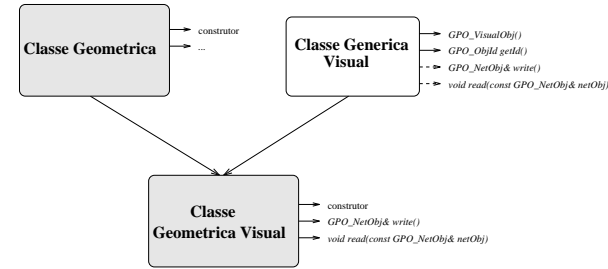 Classe Geometrica
construtor
...
Classe Generica
Visual
GPO_VisualObj()
GPO_ObjId getId()
GPO_NetObj& write()
void read(const GPO_NetObj& netObj)
Classe
Geometrica Visual
construtor
GPO_NetObj& write()
void read(const GPO_NetObj& netObj)